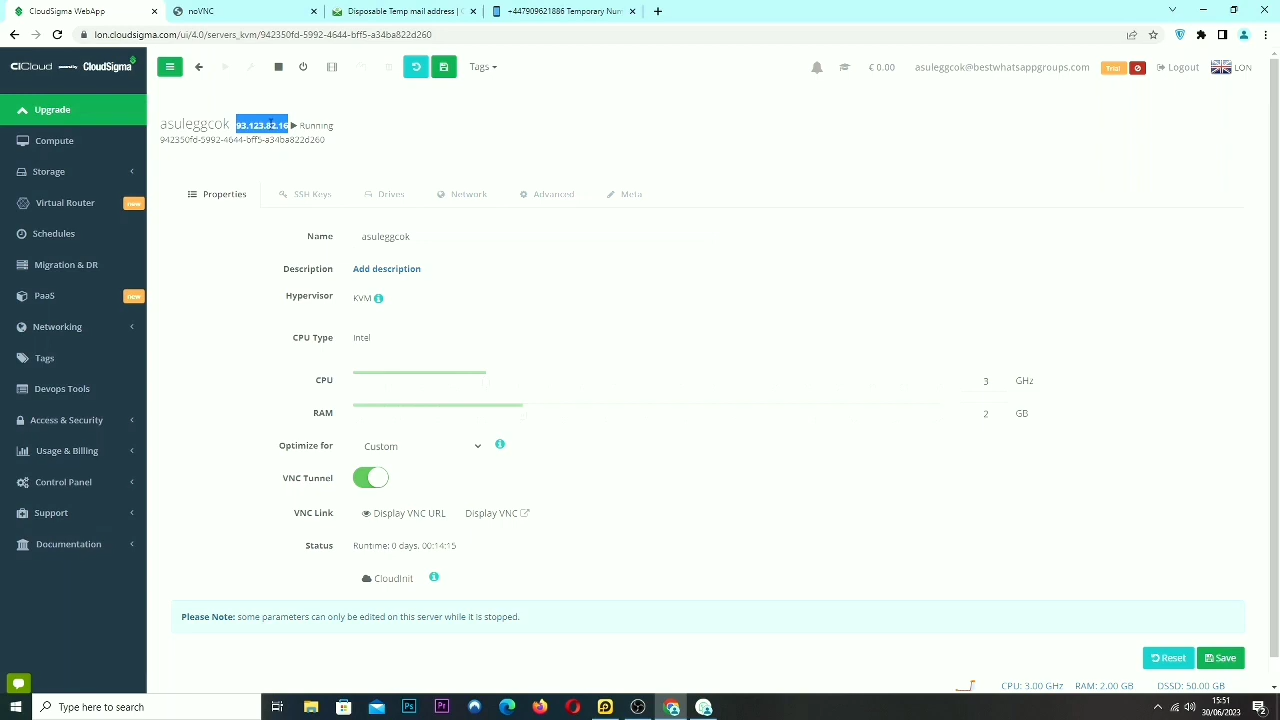 CloudSigma WebApp
noVNC
Disposable Temp mail address | C
+447909621886 Temporary Num
lon.cloudsigma.com/ui/4.0/servers_kvm/942350fd-5992-4644-bff5-a34ba822d260
CICloud CloudSigma
Tags
€ 0.00
asuleggcok@bestwhatsappgroups.com
Trial
Logout
LON
Upgrade
Compute
Storage
Virtual Router new
Schedules
Migration & DR
PaaS new
Networking
Tags
Devops Tools
Access & Security
Usage & Billing
Control Panel
Support
Documentation
asuleggcok 93.123.82.16 Running
942350fd-5992-4644-bff5-a34ba822d260
Properties SSH Keys Drives Network Advanced Meta
Name asuleggcok
Description Add description
Hypervisor KVM
CPU Type Intel
CPU 3 GHz
RAM 2 GB
Optimize for Custom
VNC Tunnel
VNC Link Display VNC URL Display VNC
Status Runtime: 0 days, 00:14:15
CloudInit
Please Note: some parameters can only be edited on this server while it is stopped.
Reset Save
CPU: 3.00 GHz RAM: 2.00 GB DSSD: 50.00 GB
Type here to search
15:51
20/06/2023